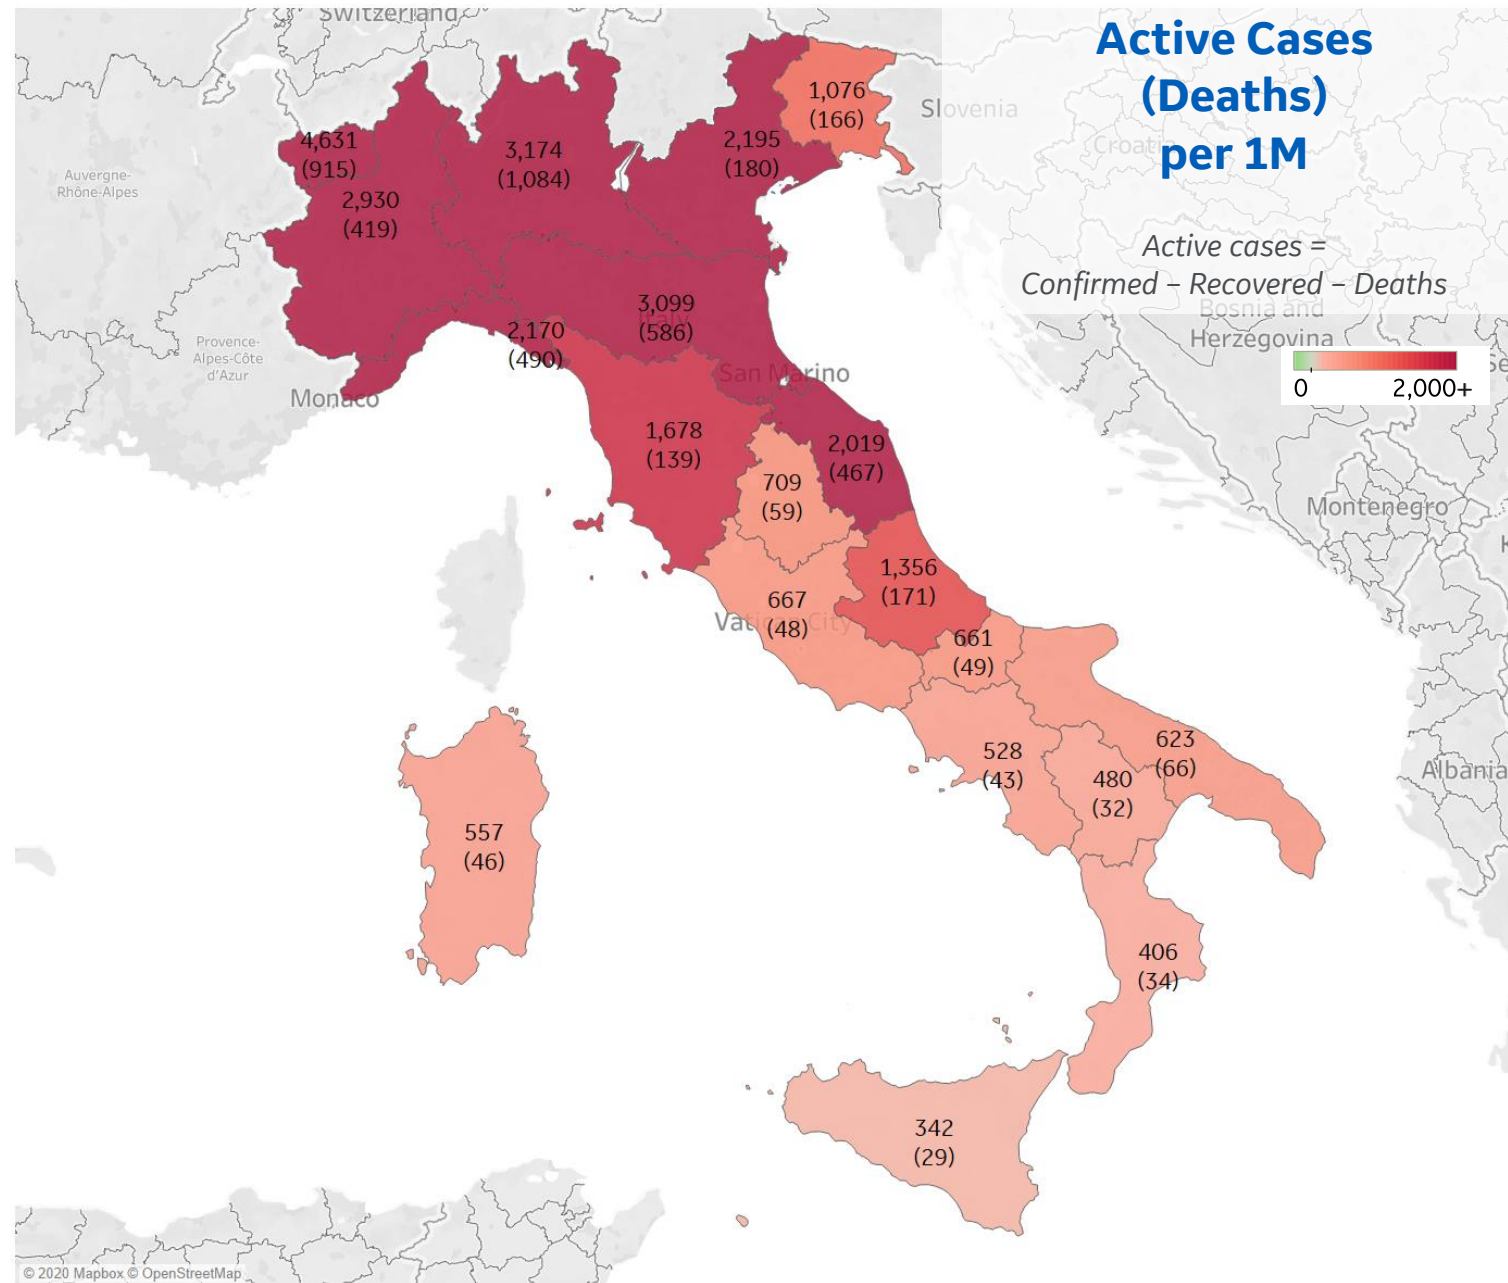 Switzerland
Active Cases
(Deaths)
per 1M
Active cases =
Confirmed – Recovered – Deaths
0
2,000+
1,076
(166)
Slovenia
Croatia
4,631
(915)
3,174
(1,084)
2,195
(180)
Auvergne-
Rhône-Alpes
2,930
(419)
Bosnia and
Herzegovina
3,099
Italy
(586)
2,170
(490)
Provence-
Alpes-Côte
d'Azur
Monaco
San Marino
1,678
(139)
2,019
(467)
709
(59)
Montenegro
1,356
(171)
667
(48)
Vatican City
661
(49)
528
(43)
623
(66)
480
(32)
Albania
557
(46)
406
(34)
342
(29)
© 2020 Mapbox © OpenStreetMap